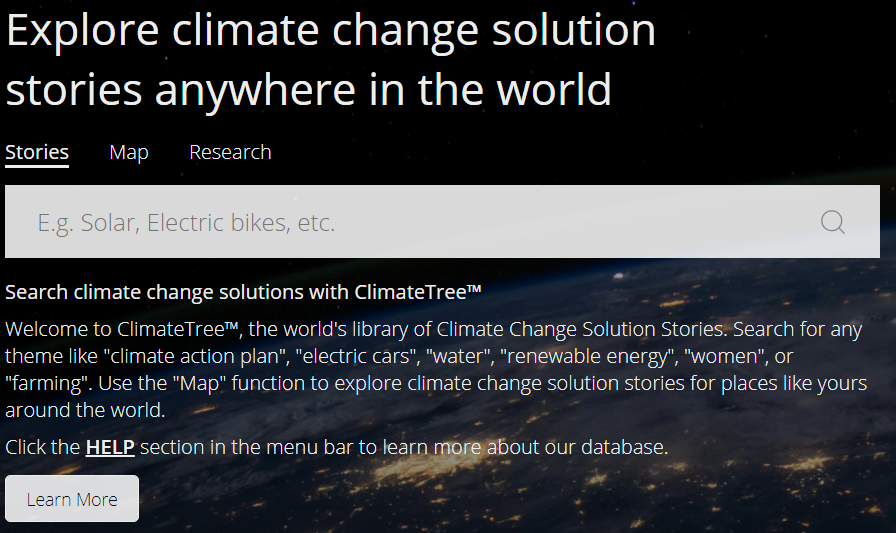 Explore climate change solution
stories anywhere in the world
Stories Map Research
E.g. Solar, Electric bikes, etc.
Search climate change solutions with ClimateTree™
Welcome to ClimateTree™, the world's library of Climate Change Solution Stories. Search for any
theme like "climate action plan", "electric cars", "water", "renewable energy", "women", or
"farming". Use the "Map" function to explore climate change solution stories for places like yours
around the world.
Click the HELP section in the menu bar to learn more about our database.
Learn More